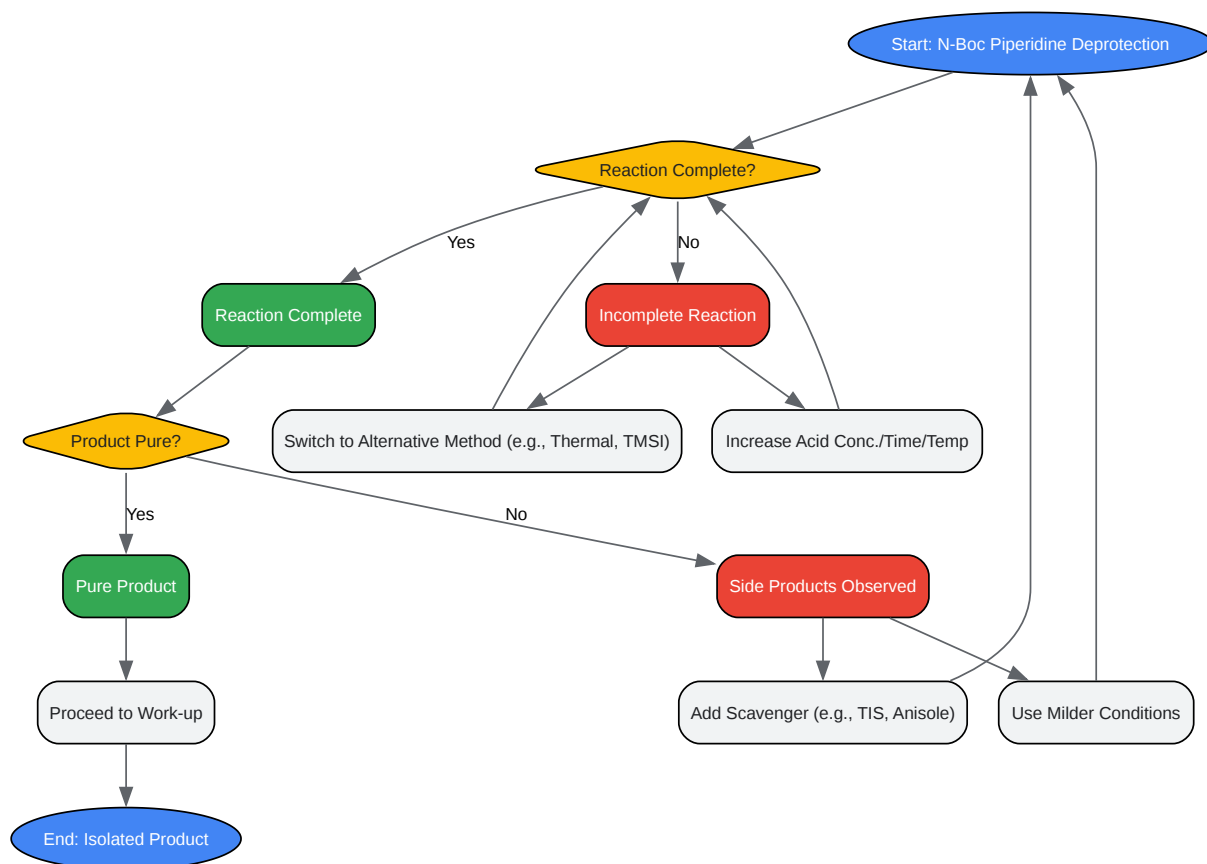 Start: N-Boc Piperidine Deprotection
Reaction Complete?
Yes
No
Reaction Complete
Incomplete Reaction
Product Pure?
Switch to Alternative Method (e.g., Thermal, TMSI)
Increase Acid Conc./Time/Temp
Yes
No
Pure Product
Side Products Observed
Proceed to Work-up
Add Scavenger (e.g., TIS, Anisole)
Use Milder Conditions
End: Isolated Product